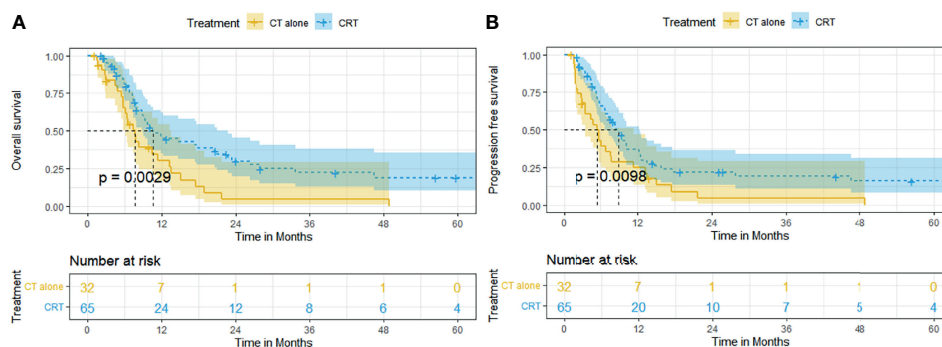 A
Treatment CT alone CRT
1.00
0.75
0.50
0.25
0.00
Overall survival
p = 0.0029
0 12 24 36 48 60
Time in Months
Number at risk
Treatment
CT alone 32 7 1 1 1 0
CRT 65 24 12 8 6 4
0 12 24 36 48 60
Time in Months
B
Treatment CT alone CRT
1.00
0.75
0.50
0.25
0.00
Progression free survival
p = 0.0098
0 12 24 36 48 60
Time in Months
Number at risk
Treatment
CT alone 32 7 1 1 1 0
CRT 65 20 10 7 5 4
0 12 24 36 48 60
Time in Months